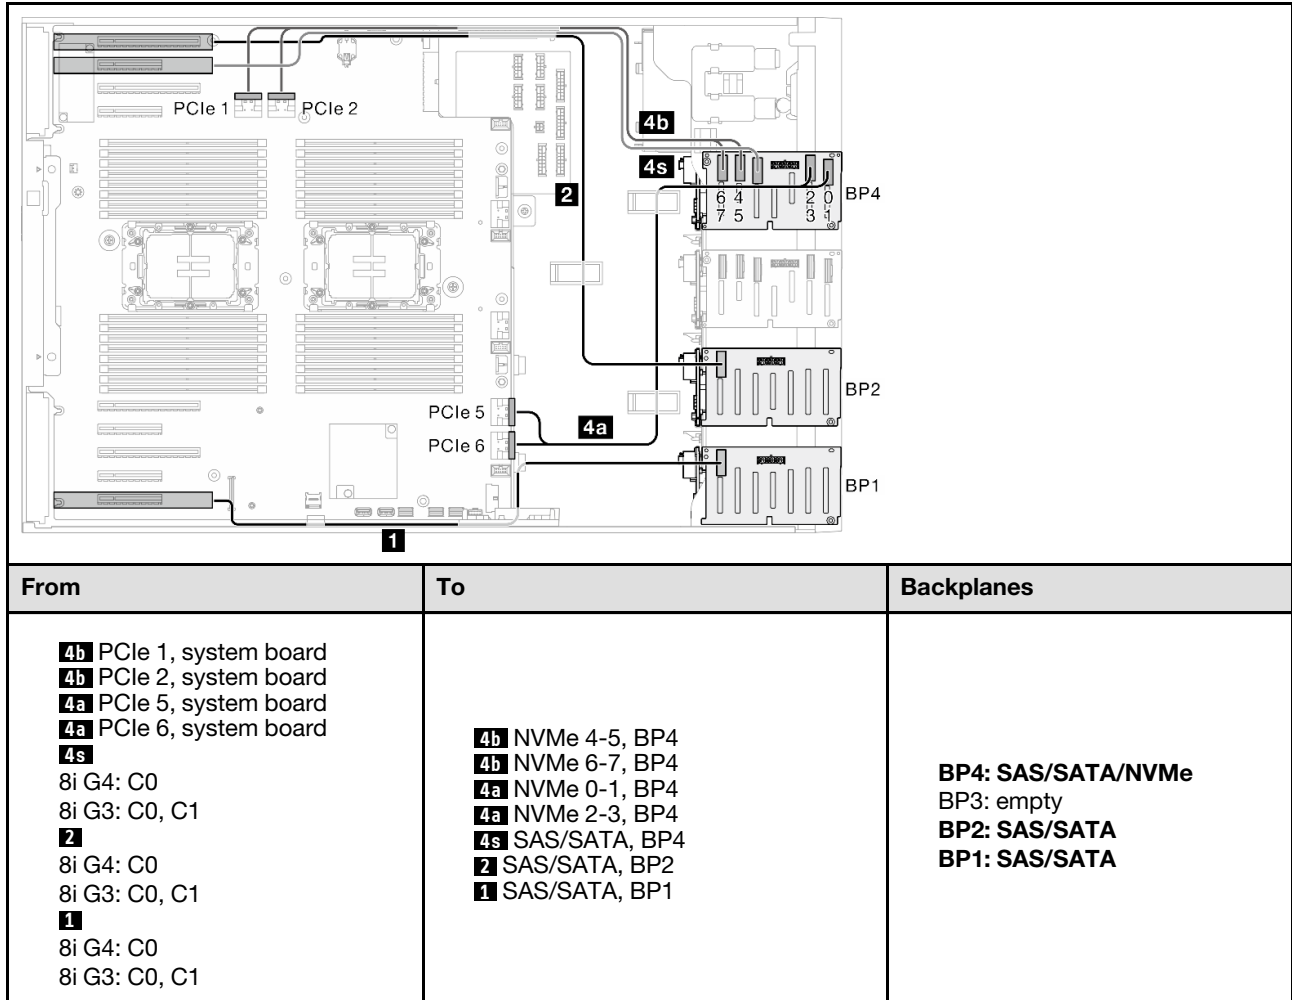 PCIe 1
PCIe 2
4b
4s
2
6 4 2 0
7 5 3 1
BP4
BP2
PCIe 5
4a
PCIe 6
BP1
1
From To Backplanes
4b PCIe 1, system board
4b PCIe 2, system board
4a PCIe 5, system board
4a PCIe 6, system board
4s
8i G4: C0
8i G3: C0, C1
2
8i G4: C0
8i G3: C0, C1
1
8i G4: C0
8i G3: C0, C1
4b NVMe 4-5, BP4
4b NVMe 6-7, BP4
4a NVMe 0-1, BP4
4a NVMe 2-3, BP4
4s SAS/SATA, BP4
2 SAS/SATA, BP2
1 SAS/SATA, BP1
BP4: SAS/SATA/NVMe
BP3: empty
BP2: SAS/SATA
BP1: SAS/SATA